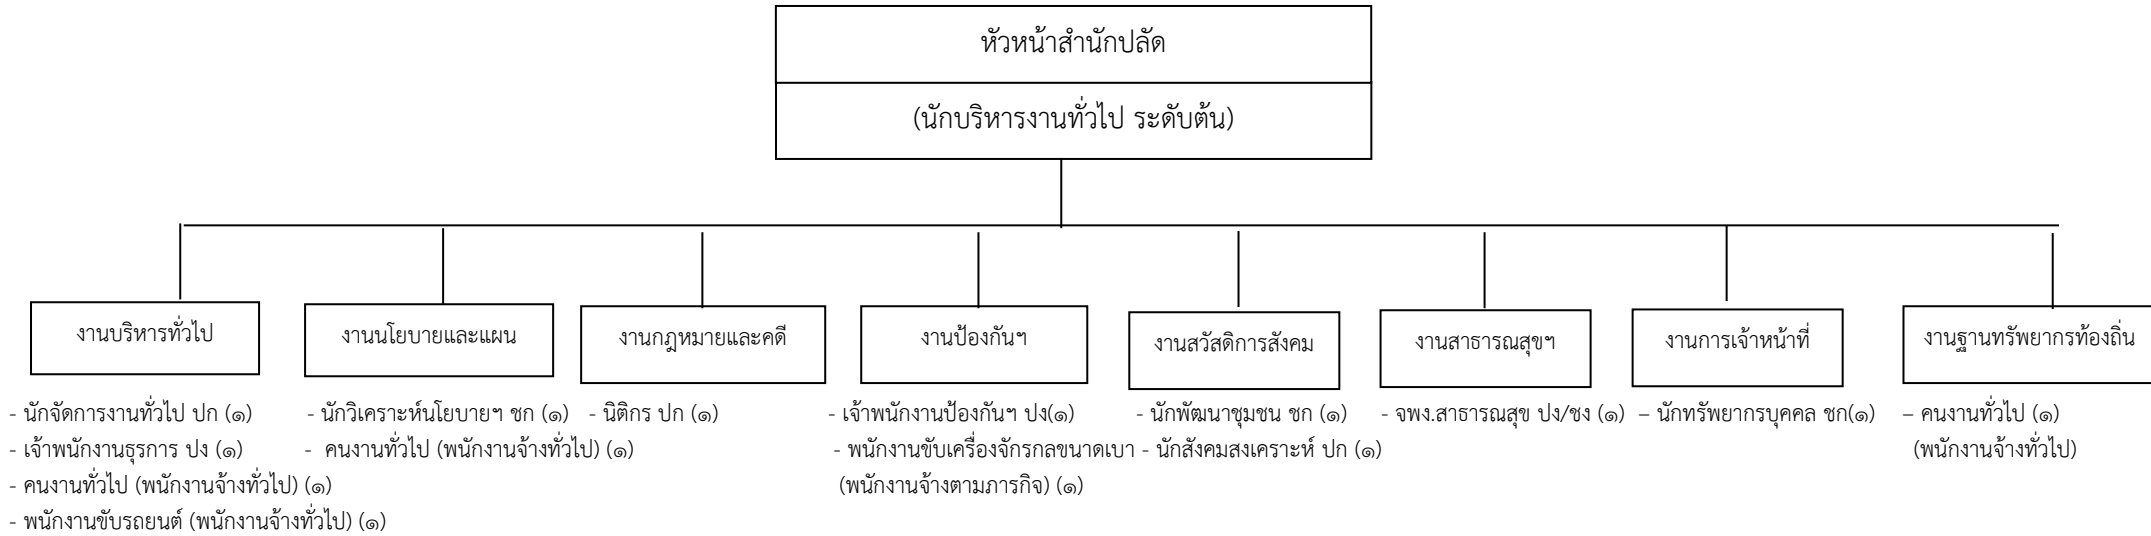 หัวหน้าสำนักปลัด
(นักบริหารงานทั่วไป ระดับต้น)
งานบริหารทั่วไป
งานนโยบายและแผน
งานกฎหมายและคดี
งานป้องกันฯ
งานสวัสดิการสังคม
งานสาธารณสุขฯ
งานการเจ้าหน้าที่
งานฐานทรัพยากรท้องถิ่น
- นักจัดการงานทั่วไป ปก (๑)
- เจ้าพนักงานธุรการ ปง (๑)
- คนงานทั่วไป (พนักงานจ้างทั่วไป) (๑)
- พนักงานขับรถยนต์ (พนักงานจ้างทั่วไป) (๑)
- นักวิเคราะห์นโยบายฯ ชก (๑)
- คนงานทั่วไป (พนักงานจ้างทั่วไป) (๑)
- นิติกร ปก (๑)
- เจ้าพนักงานป้องกันฯ ปง(๑)
- พนักงานขับเครื่องจักรกลขนาดเบา
(พนักงานจ้างตามภารกิจ) (๑)
- นักพัฒนาชุมชน ชก (๑)
- นักสังคมสงเคราะห์ ปก (๑)
- จพง.สาธารณสุข ปง/ชง (๑)
– นักทรัพยากรบุคคล ชก(๑)
– คนงานทั่วไป (๑)
(พนักงานจ้างทั่วไป)